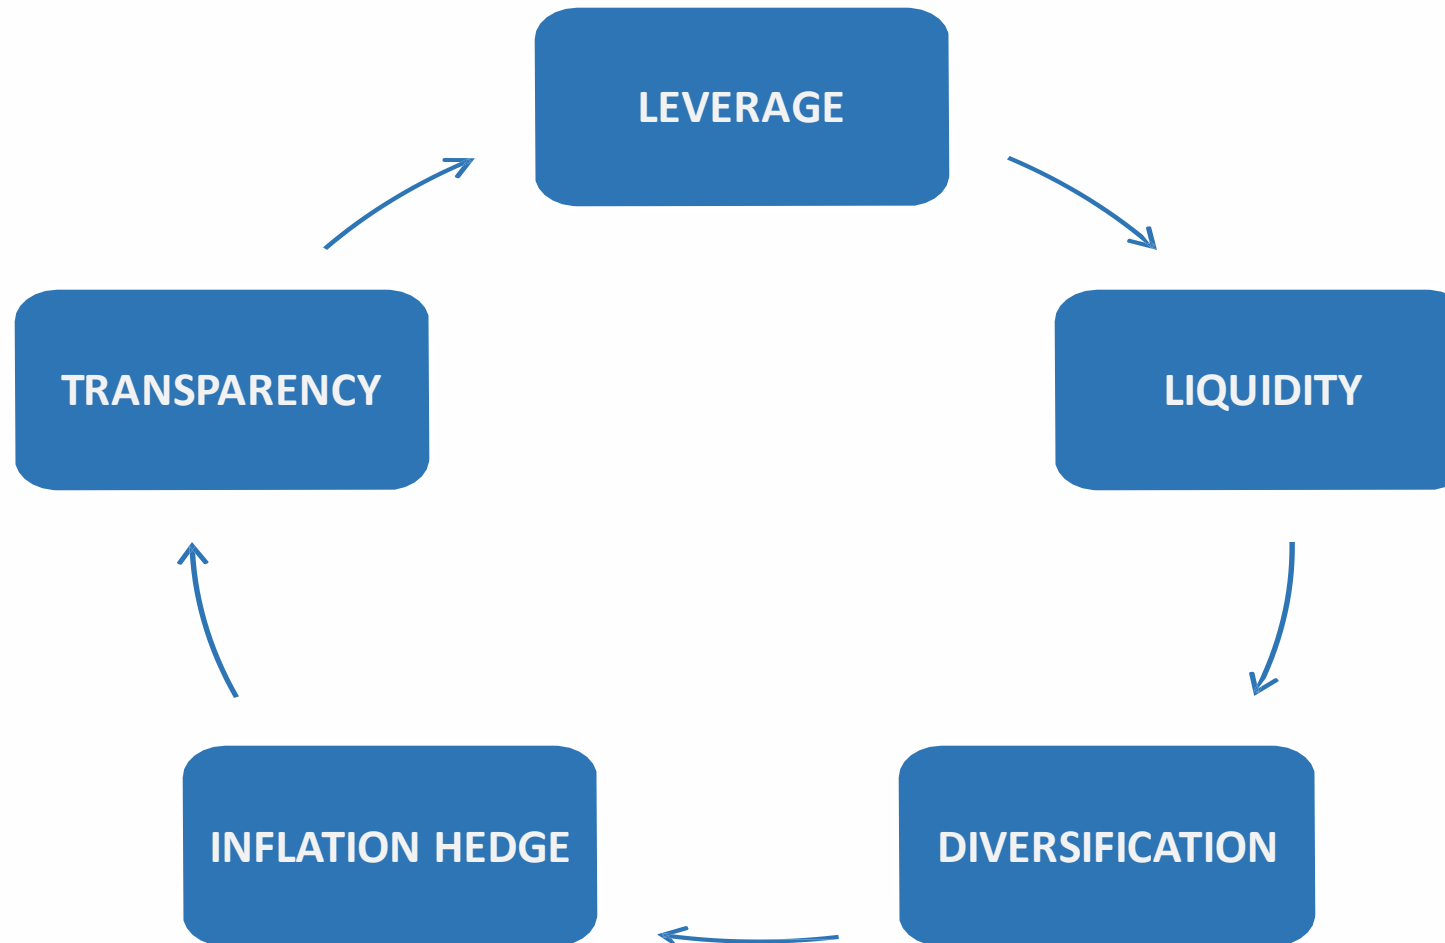 LEVERAGE
TRANSPARENCY
LIQUIDITY
INFLATION HEDGE
DIVERSIFICATION